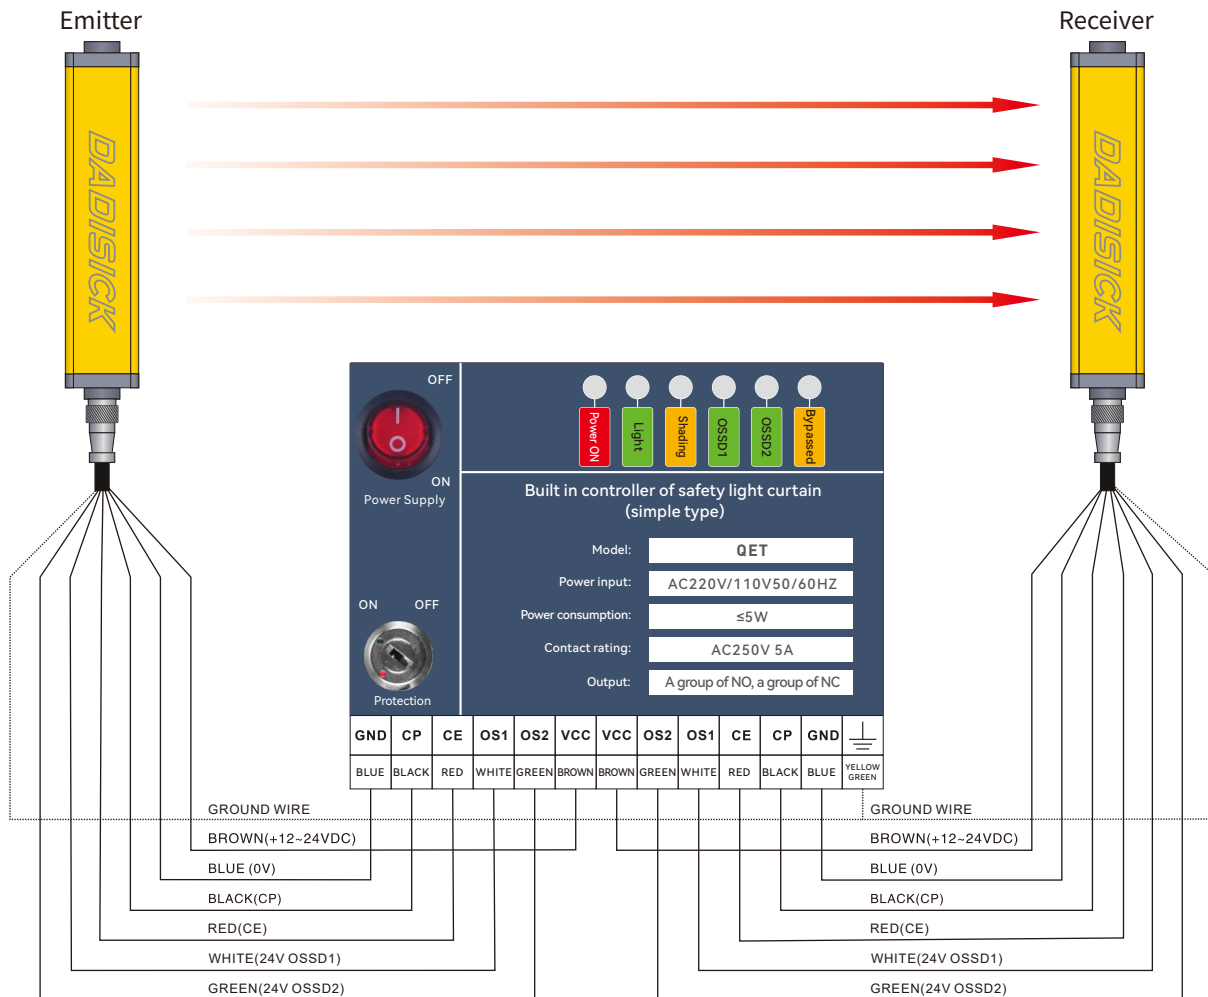 Emitter
Receiver
DADISICK
DADISICK
OFF
ON
Power Supply
Power ON
Light
Shading
OSSD1
OSSD2
Bypassed
Built in controller of safety light curtain
(simple type)
Model: QET
Power input: AC220V/110V50/60HZ
Power consumption: ≤5W
Contact rating: AC250V 5A
Output: A group of NO, a group of NC
ON OFF
Protection
GND CP CE OS1 OS2 VCC VCC OS2 OS1 CE CP GND
BLUE BLACK RED WHITE GREEN BROWN BROWN GREEN WHITE RED BLACK BLUE YELLOW GREEN
GROUND WIRE
BROWN(+12~24VDC)
BLUE (0V)
BLACK(CP)
RED(CE)
WHITE(24V OSSD1)
GREEN(24V OSSD2)
GROUND WIRE
BROWN(+12~24VDC)
BLUE (0V)
BLACK(CP)
RED(CE)
WHITE(24V OSSD1)
GREEN(24V OSSD2)